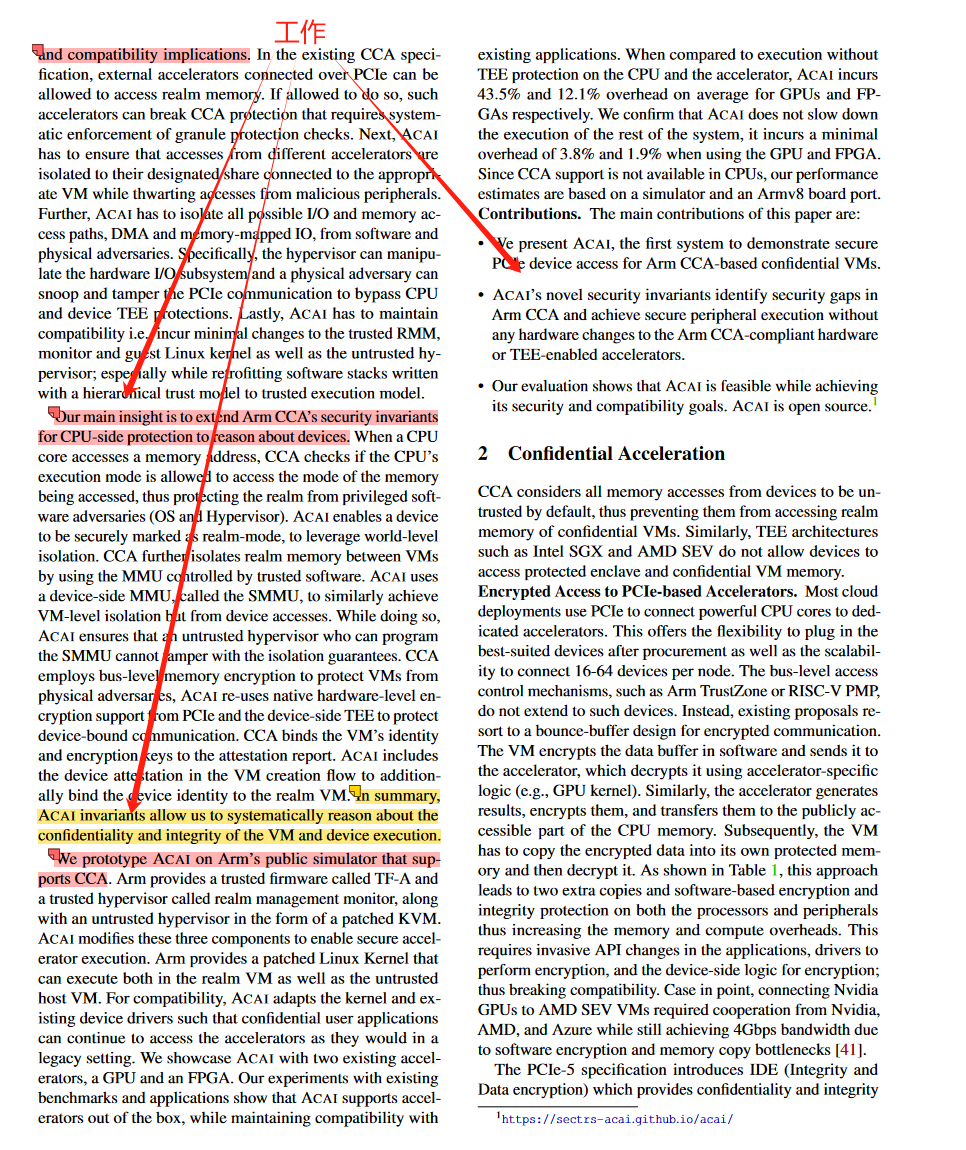 工作
and compatibility implications. In the existing CCA speci-
fication, external accelerators connected over PCIe can be
allowed to access realm memory. If allowed to do so, such
accelerators can break CCA protection that requires system-
atic enforcement of granule protection checks. Next, ACAI
has to ensure that accesses from different accelerators are
isolated to their designated share connected to the appropri-
ate VM while thwarting accesses from malicious peripherals.
Further, ACAI has to isolate all possible I/O and memory ac-
cess paths, DMA and memory-mapped IO, from software and
physical adversaries. Specifically, the hypervisor can manipu-
late the hardware I/O subsystem and a physical adversary can
snoop and tamper the PCIe communication to bypass CPU
and device TEE protections. Lastly, ACAI has to maintain
compatibility i.e., incur minimal changes to the trusted RMM,
monitor and guest Linux kernel as well as the untrusted hy-
pervisor; especially while retrofitting software stacks written
with a hierarchical trust model to trusted execution model.
Our main insight is to extend Arm CCA's security invariants
for CPU-side protection to reason about devices. When a CPU
core accesses a memory address, CCA checks if the CPU's
execution mode is allowed to access the mode of the memory
being accessed, thus protecting the realm from privileged soft-
ware adversaries (OS and Hypervisor). ACAI enables a device
to be securely marked as realm-mode, to leverage world-level
isolation. CCA further isolates realm memory between VMs
by using the MMU controlled by trusted software. ACAI uses
a device-side MMU, called the SMMU, to similarly achieve
VM-level isolation but from device accesses. While doing so,
ACAI ensures that an untrusted hypervisor who can program
the SMMU cannot tamper with the isolation guarantees. CCA
employs bus-level memory encryption to protect VMs from
physical adversaries, ACAI re-uses native hardware-level en-
cryption support from PCIe and the device-side TEE to protect
device-bound communication. CCA binds the VM's identity
and encryption keys to the attestation report. ACAI includes
the device attestation in the VM creation flow to addition-
ally bind the device identity to the realm VM. In summary,
ACAI invariants allow us to systematically reason about the
confidentiality and integrity of the VM and device execution.
We prototype ACAI on Arm's public simulator that sup-
ports CCA. Arm provides a trusted firmware called TF-A and
a trusted hypervisor called realm management monitor, along
with an untrusted hypervisor in the form of a patched KVM.
ACAI modifies these three components to enable secure accel-
erator execution. Arm provides a patched Linux Kernel that
can execute both in the realm VM as well as the untrusted
host VM. For compatibility, ACAI adapts the kernel and ex-
isting device drivers such that confidential user applications
can continue to access the accelerators as they would in a
legacy setting. We showcase ACAI with two existing accel-
erators, a GPU and an FPGA. Our experiments with existing
benchmarks and applications show that ACAI supports accel-
erators out of the box, while maintaining compatibility with
existing applications. When compared to execution without
TEE protection on the CPU and the accelerator, ACAI incurs
43.5% and 12.1% overhead on average for GPUs and FP-
GAs respectively. We confirm that ACAI does not slow down
the execution of the rest of the system, it incurs a minimal
overhead of 3.8% and 1.9% when using the GPU and FPGA.
Since CCA support is not available in CPUs, our performance
estimates are based on a simulator and an Armv8 board port.
Contributions. The main contributions of this paper are:
• We present ACAI, the first system to demonstrate secure
PCIe device access for Arm CCA-based confidential VMs.
• ACAI's novel security invariants identify security gaps in
Arm CCA and achieve secure peripheral execution without
any hardware changes to the Arm CCA-compliant hardware
or TEE-enabled accelerators.
• Our evaluation shows that ACAI is feasible while achieving
its security and compatibility goals. ACAI is open source.1
2 Confidential Acceleration
CCA considers all memory accesses from devices to be un-
trusted by default, thus preventing them from accessing realm
memory of confidential VMs. Similarly, TEE architectures
such as Intel SGX and AMD SEV do not allow devices to
access protected enclave and confidential VM memory.
Encrypted Access to PCIe-based Accelerators. Most cloud
deployments use PCIe to connect powerful CPU cores to ded-
icated accelerators. This offers the flexibility to plug in the
best-suited devices after procurement as well as the scalabil-
ity to connect 16-64 devices per node. The bus-level access
control mechanisms, such as Arm TrustZone or RISC-V PMP,
do not extend to such devices. Instead, existing proposals re-
sort to a bounce-buffer design for encrypted communication.
The VM encrypts the data buffer in software and sends it to
the accelerator, which decrypts it using accelerator-specific
logic (e.g., GPU kernel). Similarly, the accelerator generates
results, encrypts them, and transfers them to the publicly ac-
cessible part of the CPU memory. Subsequently, the VM
has to copy the encrypted data into its own protected mem-
ory and then decrypt it. As shown in Table 1, this approach
leads to two extra copies and software-based encryption and
integrity protection on both the processors and peripherals
thus increasing the memory and compute overheads. This
requires invasive API changes in the applications, drivers to
perform encryption, and the device-side logic for encryption;
thus breaking compatibility. Case in point, connecting Nvidia
GPUs to AMD SEV VMs required cooperation from Nvidia,
AMD, and Azure while still achieving 4Gbps bandwidth due
to software encryption and memory copy bottlenecks [41].
The PCIe-5 specification introduces IDE (Integrity and
Data encryption) which provides confidentiality and integrity
1https://sectrs-acai.github.io/acai/